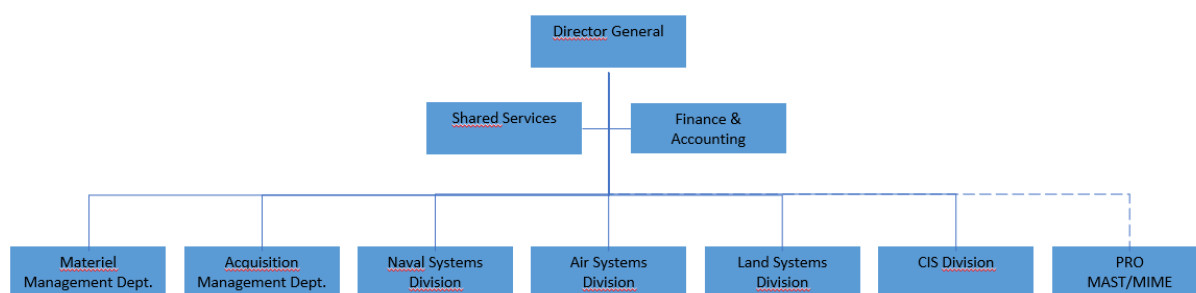 Director General
Shared Services
Finance &
Accounting
Materiel
Management Dept.
Acquisition
Management Dept.
Naval Systems
Division
Air Systems
Division
Land Systems
Division
CIS Division
PRO
MAST/MIME